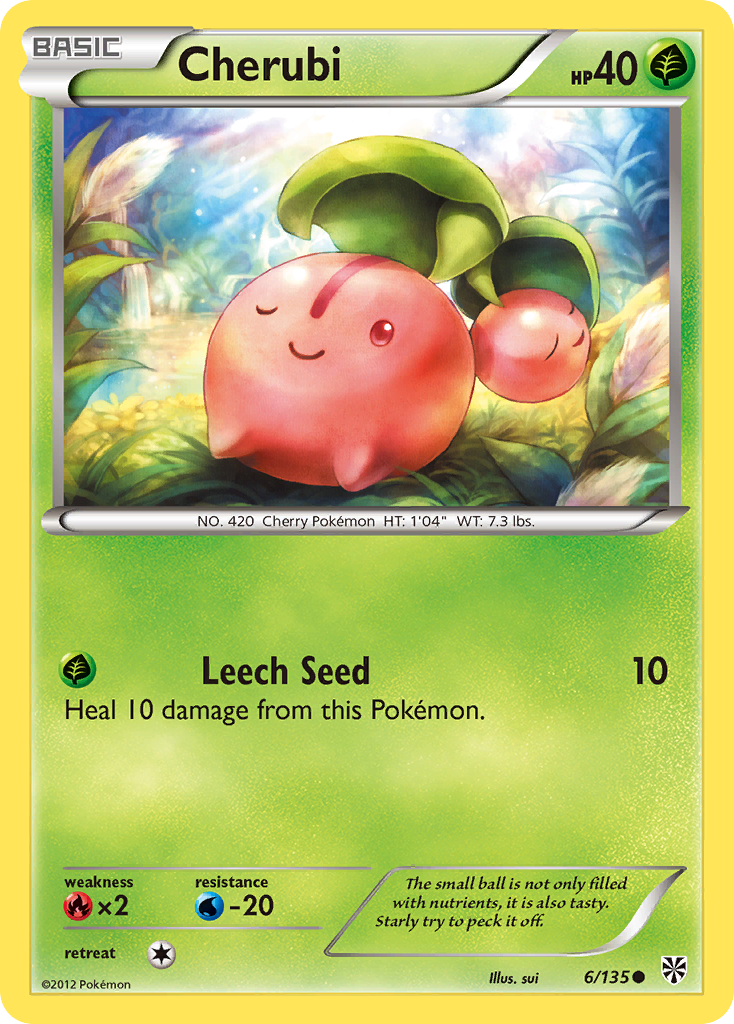 BASIC
Cherubi
HP40
NO. 420 Cherry Pokémon HT: 1'04" WT: 7.3 lbs.
Leech Seed 10
Heal 10 damage from this Pokémon.
weakness
×2
resistance
-20
retreat
The small ball is not only filled
with nutrients, it is also tasty.
Starly try to peck it off.
©2012 Pokémon
Illus. sui
6/135